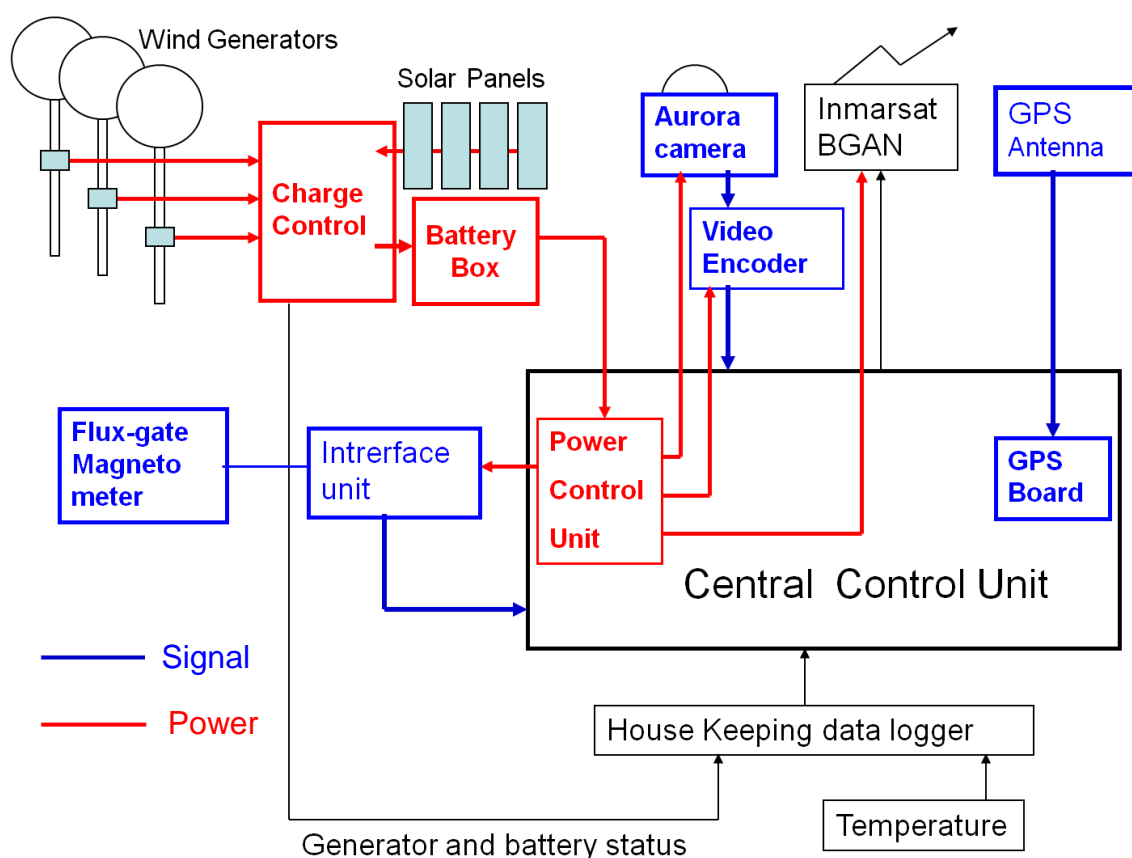 Wind Generators
Solar Panels
Charge
Control
Battery
Box
Aurora
camera
Video
Encoder
Inmarsat
BGAN
GPS
Antenna
Flux-gate
Magneto
meter
Intrerface
unit
Power
Control
Unit
GPS
Board
Central Control Unit
Signal
Power
House Keeping data logger
Temperature
Generator and battery status